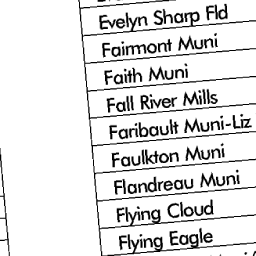 Evelyn Sharp Fld
Fairmont Muni
Faith Muni
Fall River Mills
Faribault Muni-Liz
Faulkton Muni
Flandreau Muni
Flying Cloud
Flying Eagle